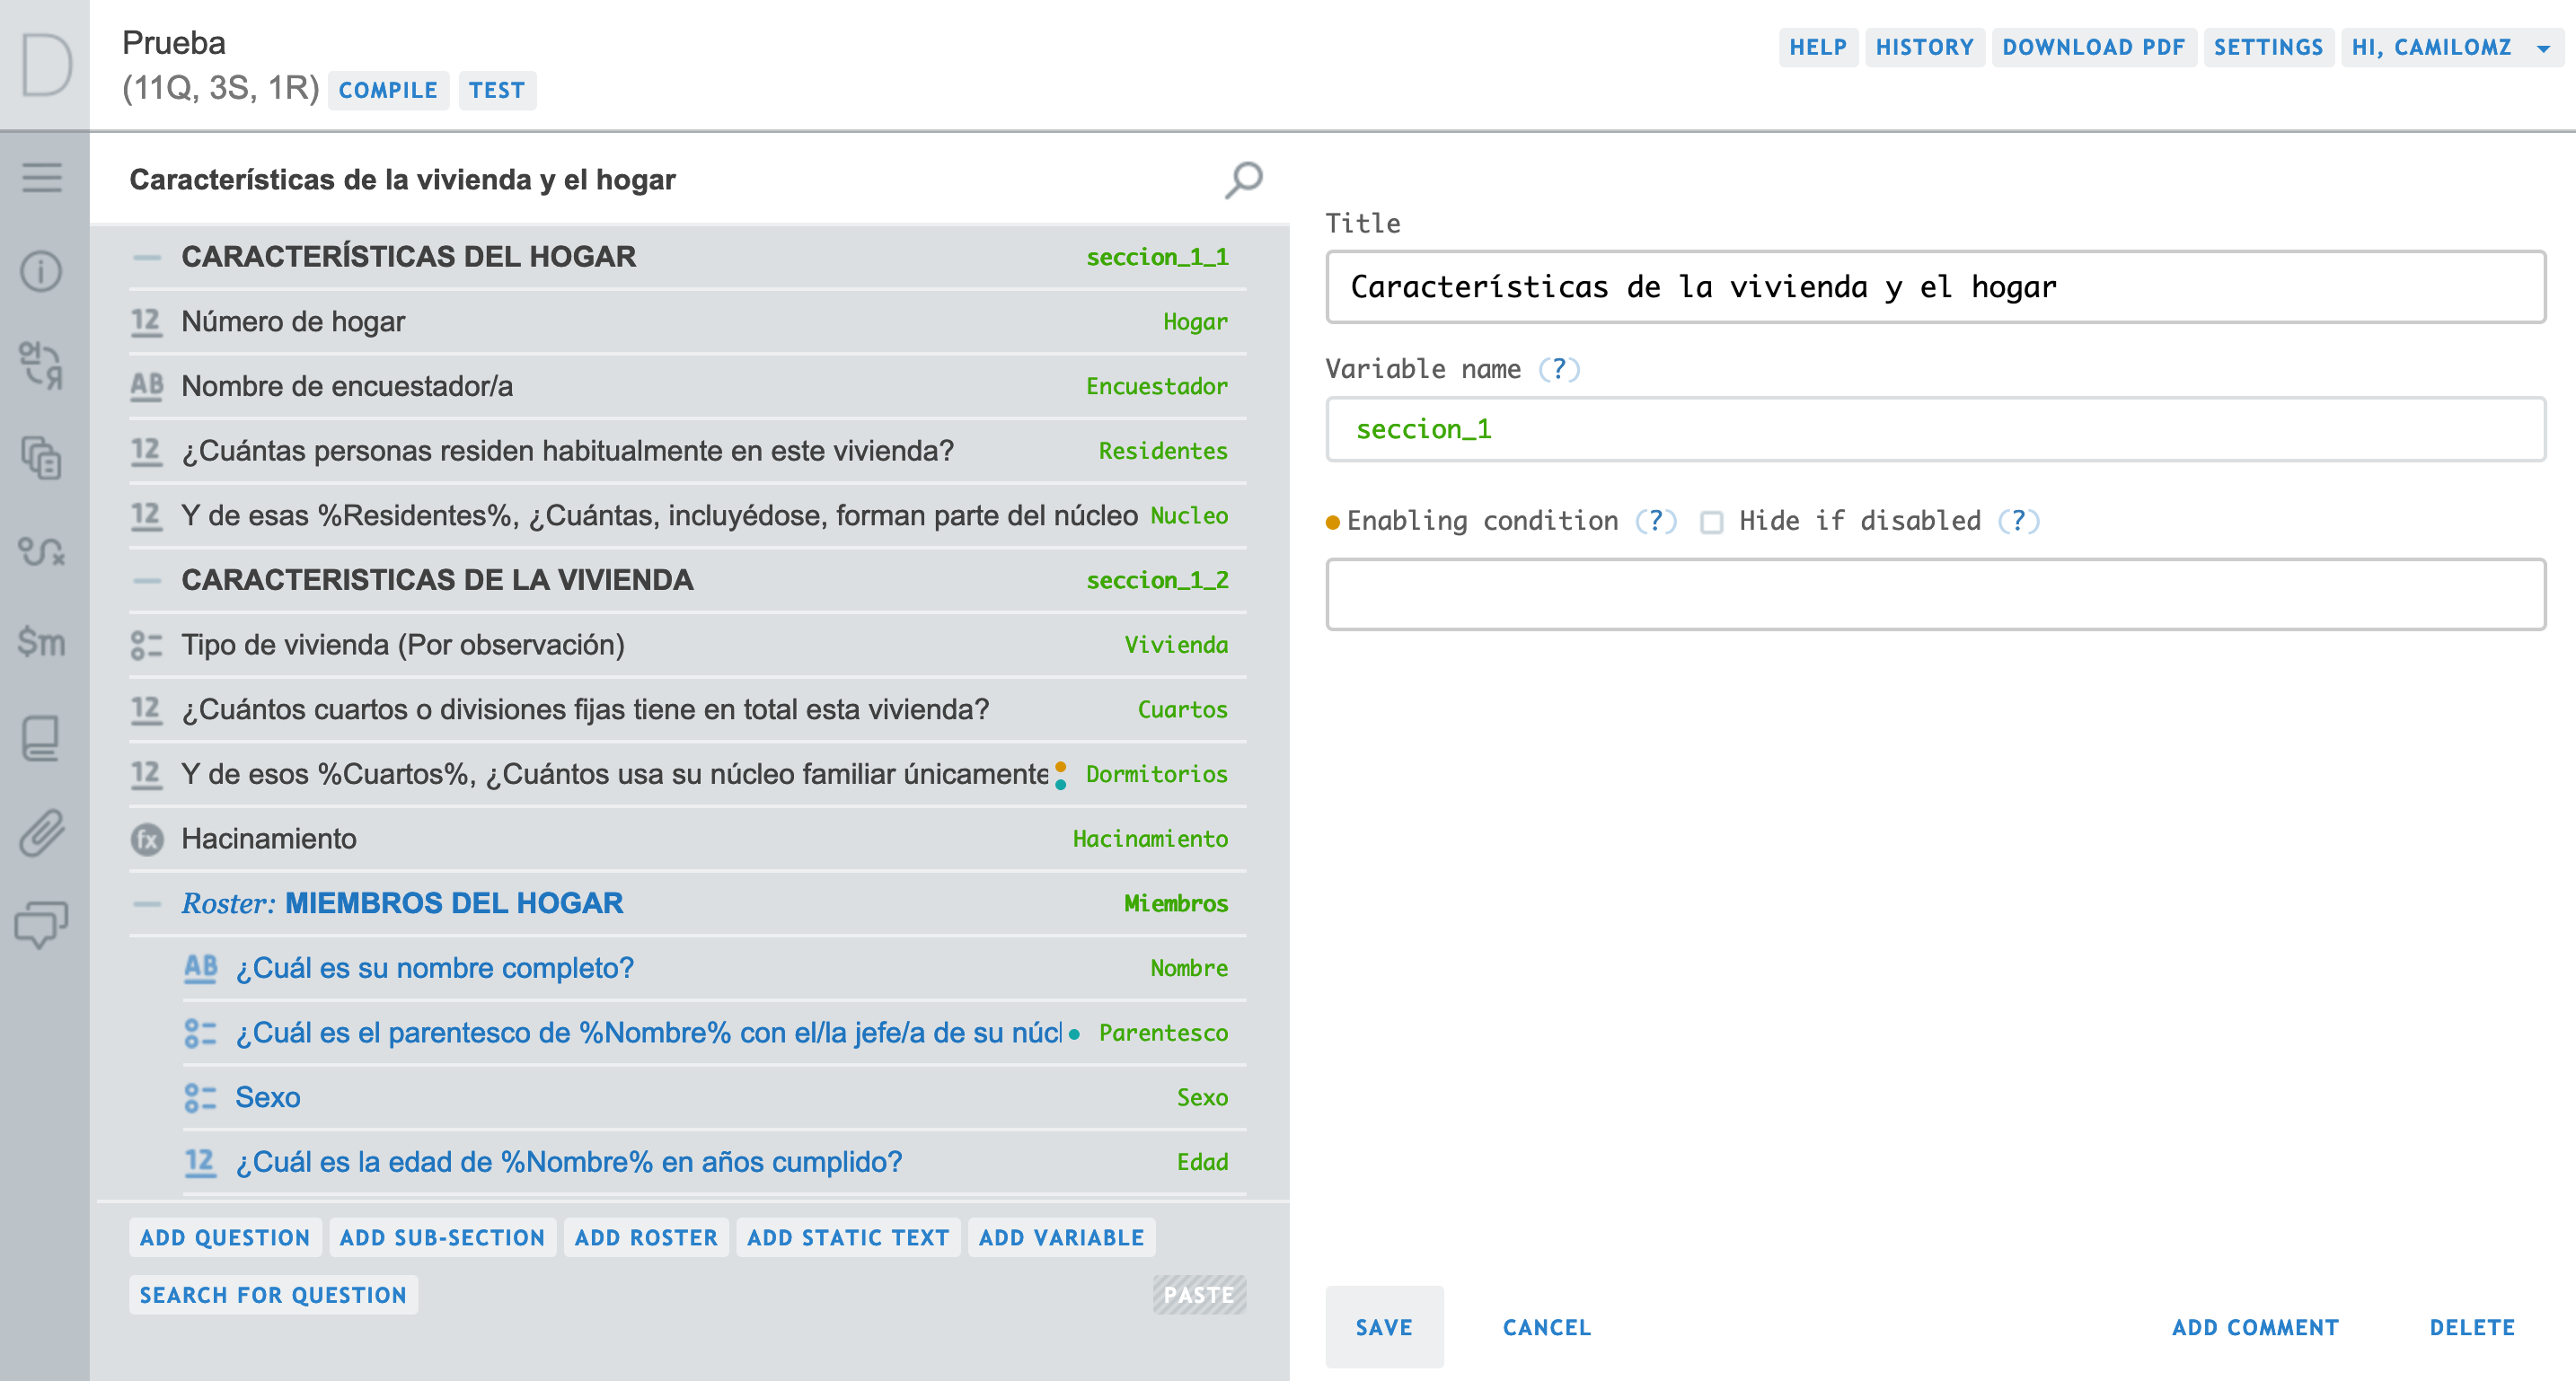 D
Prueba
(11Q, 3S, 1R) COMPILE TEST
HELP HISTORY DOWNLOAD PDF SETTINGS HI, CAMILOMZ
Características de la vivienda y el hogar
CARACTERÍSTICAS DEL HOGAR seccion_1_1
12 Número de hogar Hogar
AB Nombre de encuestador/a Encuestador
12 ¿Cuántas personas residen habitualmente en este vivienda? Residentes
12 Y de esas %Residentes%, ¿Cuántas, incluyédose, forman parte del núcleo Nucleo
CARACTERISTICAS DE LA VIVIENDA seccion_1_2
Tipo de vivienda (Por observación) Vivienda
12 ¿Cuántos cuartos o divisiones fijas tiene en total esta vivienda? Cuartos
12 Y de esos %Cuartos%, ¿Cuántos usa su núcleo familiar únicamente Dormitorios
fx Hacinamiento Hacinamiento
Roster: MIEMBROS DEL HOGAR Miembros
AB ¿Cuál es su nombre completo? Nombre
¿Cuál es el parentesco de %Nombre% con el/la jefe/a de su núcl Parentesco
Sexo Sexo
12 ¿Cuál es la edad de %Nombre% en años cumplido? Edad
ADD QUESTION ADD SUB-SECTION ADD ROSTER ADD STATIC TEXT ADD VARIABLE
SEARCH FOR QUESTION PASTE
$m
Title
Características de la vivienda y el hogar
Variable name (?)
seccion_1
Enabling condition (?) Hide if disabled (?)
SAVE CANCEL ADD COMMENT DELETE